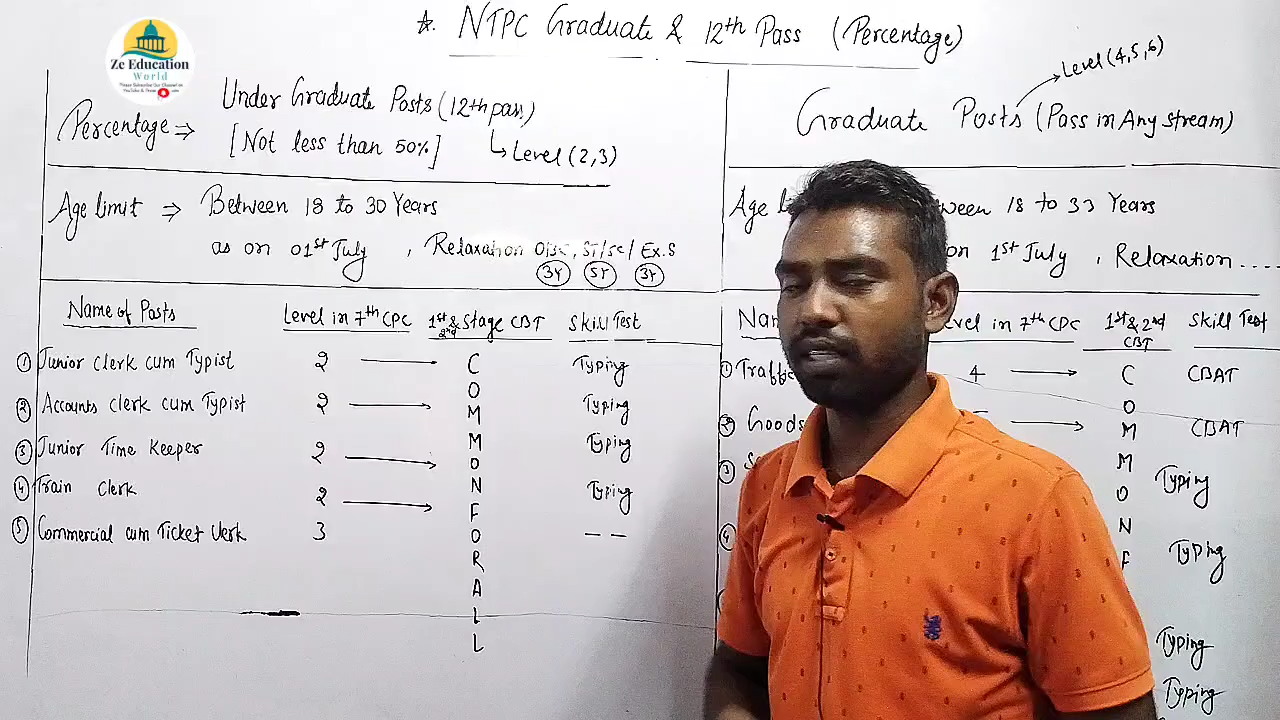 ☆. NTPC Graduate & 12th Pass (Percentage)
Zc Education
World
Percentage ⇒ Under Graduate Posts (12th pass)
[Not less than 50%]
↳ Level (2,3)
Age limit ⇒ Between 18 to 30 Years
as on 01st July , Relaxation OBC, ST/SC/ Ex.S
3Y 5Y 3Y
Name of Posts Level in 7th CPC 1st & 2nd Stage CBT Skill Test
① Junior Clerk cum Typist 2 → Typing
② Accounts Clerk cum Typist 2 → Typing
③ Junior Time Keeper 2 → Typing
④ Train Clerk 2 → Typing
⑤ Commercial cum Ticket Clerk 3 — —
C
O
M
M
O
N
F
O
R
A
L
L
Level (4,5,6)
Graduate Posts (Pass in Any stream)
Age ween 18 to 33 Years
on 1st July , Relaxation.....
Na evel in 7th CPC 1st & 2nd CBT Skill Test
① Traffic 4 → CBAT
② Goods → CBAT
③ Typing
④ Typing
Typing
Typing
C
O
M
M
O
N
F